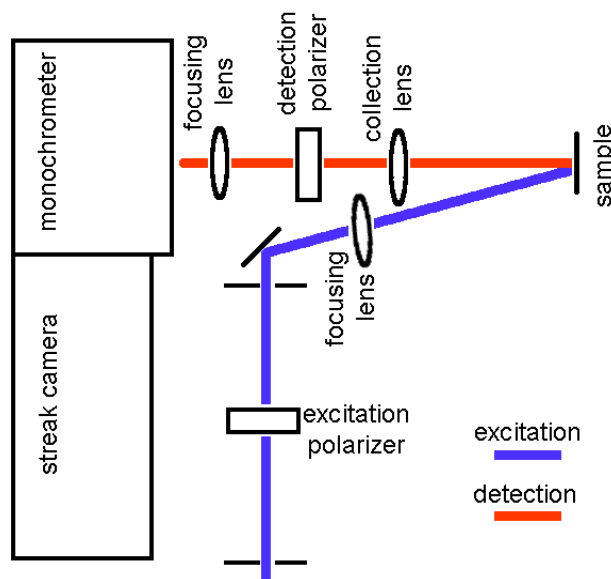 monochrometer
focusing
lens
detection
polarizer
collection
lens
sample
focusing
lens
streak camera
excitation
polarizer
excitation
detection